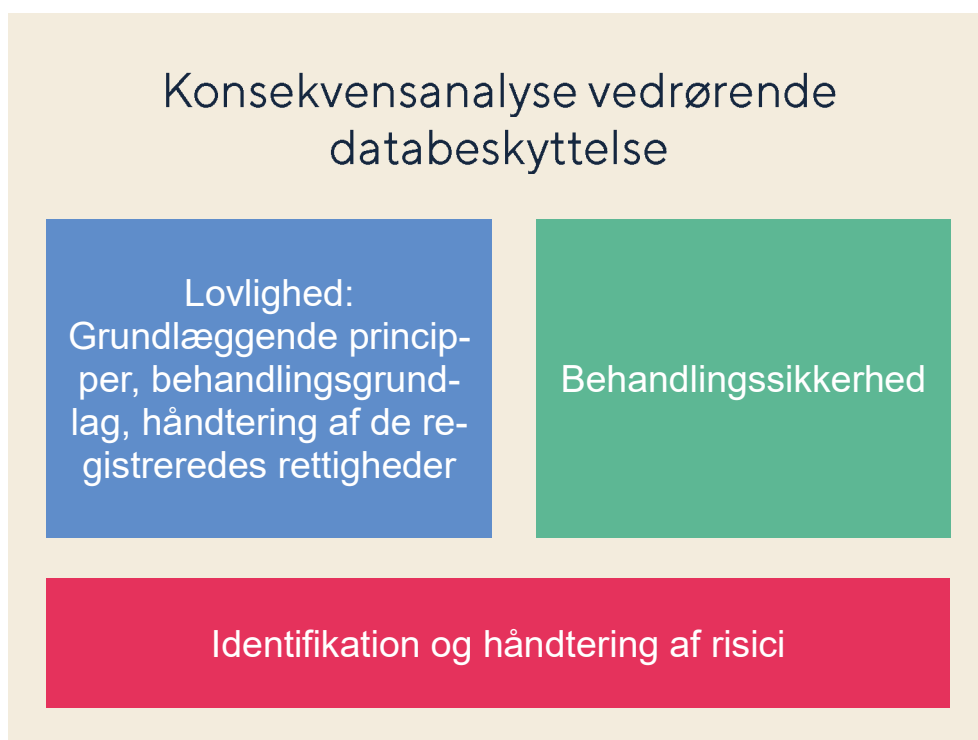 Konsekvensanalyse vedrørende
databeskyttelse
Lovlighed:
Grundlæggende princip-
per, behandlingsgrund-
lag, håndtering af de re-
gistreredes rettigheder
Behandlingssikkerhed
Identifikation og håndtering af risici